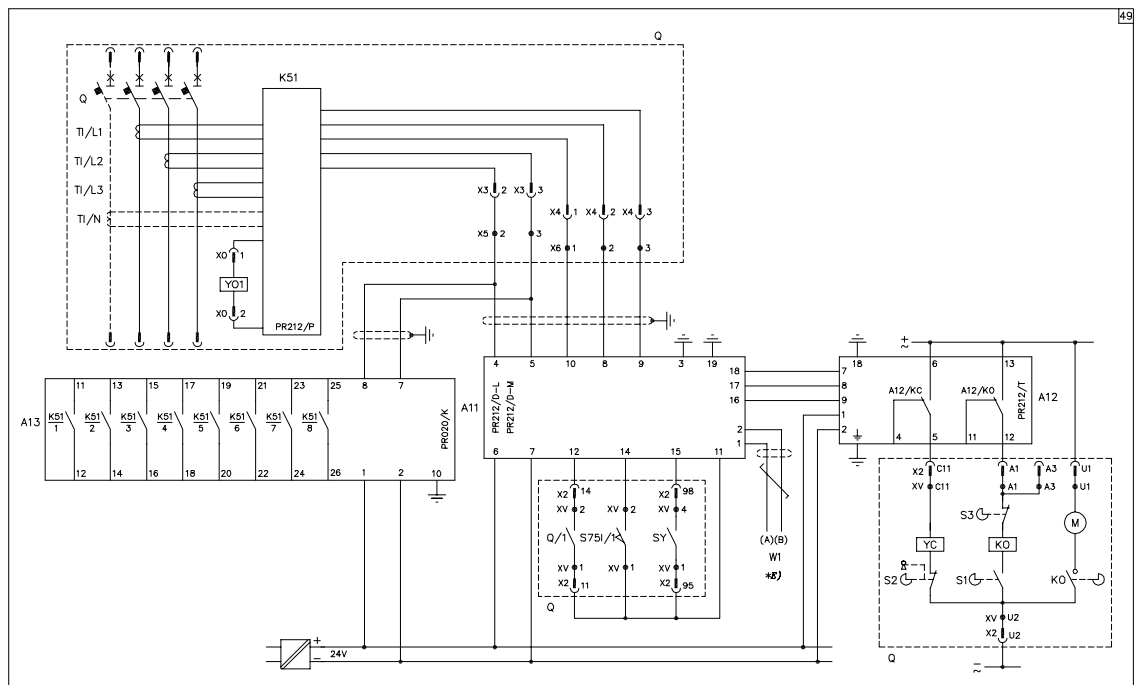 49
Q
K51
Q
TI/L1
TI/L2
TI/L3
TI/N
X3 2 X3 3
X4 1 X4 2 X4 3
X5 2 3 X6 1 2 3
X0 1
YO1
X0 2
PR212/P
+
~
4 5 10 8 9 3 19
18 6 13
11 13 15 17 19 21 23 25 8 7
A13
K51 1
K51 2
K51 3
K51 4
K51 5
K51 6
K51 7
K51 8
PR020/K
12 14 16 18 20 22 24 26 1 2 10
A11
PR212/D-L
PR212/D-M
18 7
17 8
16 9
1
2 2
1
6 7 12 14 15 11
A12/KC A12/KO
PR212/T
A12
4 5 11 12
X2 14 X2 98
XV 2 XV 2 XV 4
Q/1 S75I/1 SY
XV 1 XV 1 XV 1
X2 11 X2 95
Q
(A)(B)
W1
*E)
X2 C11 A1 A3 U1
XV C11 A1 A3 U1
S3
M
YC KO
S2 S1 KO
XV U2
X2 U2
Q
~
+
24V
−